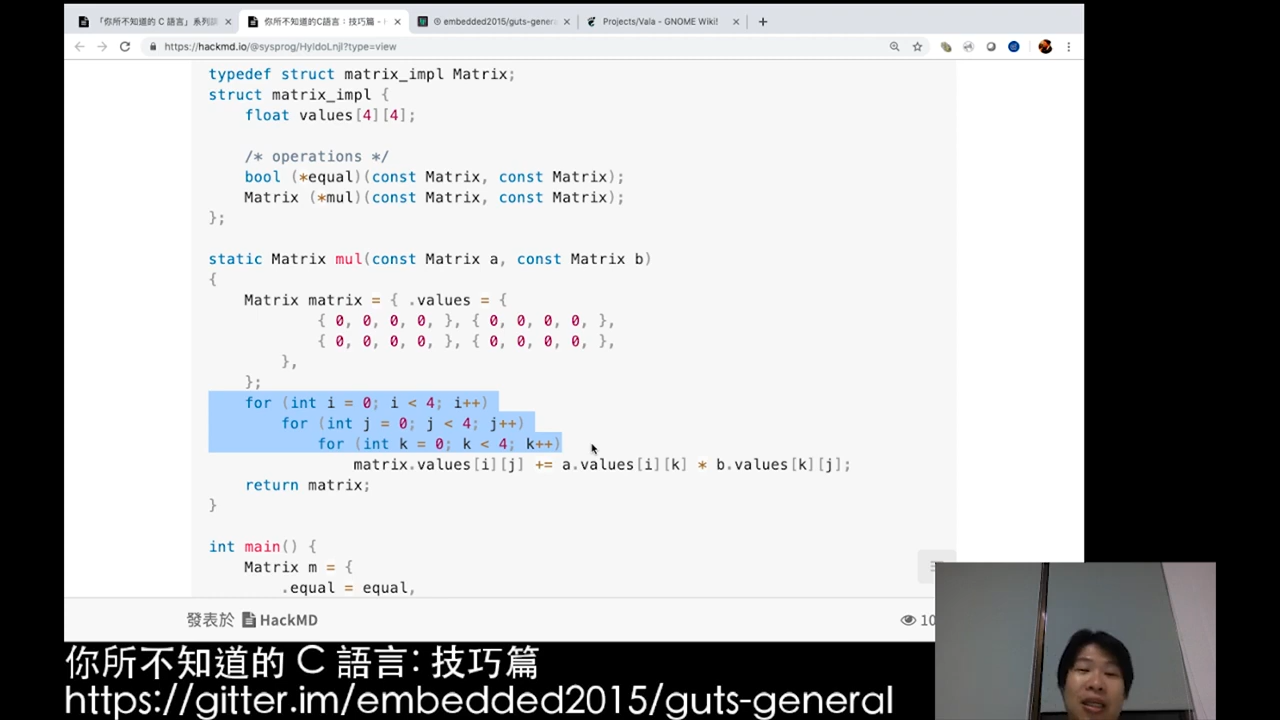 「你所不知道的 C 語言」系列講
你所不知道的C語言：技巧篇 -
embedded2015/guts-genera
Projects/Vala - GNOME Wiki!
https://hackmd.io/@sysprog/HyIdoLnjl?type=view
typedef struct matrix_impl Matrix;
struct matrix_impl {
float values[4][4];
/* operations */
bool (*equal)(const Matrix, const Matrix);
Matrix (*mul)(const Matrix, const Matrix);
};
static Matrix mul(const Matrix a, const Matrix b)
{
Matrix matrix = { .values = {
{ 0, 0, 0, 0, }, { 0, 0, 0, 0, },
{ 0, 0, 0, 0, }, { 0, 0, 0, 0, },
},
};
for (int i = 0; i < 4; i++)
for (int j = 0; j < 4; j++)
for (int k = 0; k < 4; k++)
matrix.values[i][j] += a.values[i][k] * b.values[k][j];
return matrix;
}
int main() {
Matrix m = {
.equal = equal,
發表於 HackMD
10
你所不知道的 C 語言: 技巧篇
https://gitter.im/embedded2015/guts-general